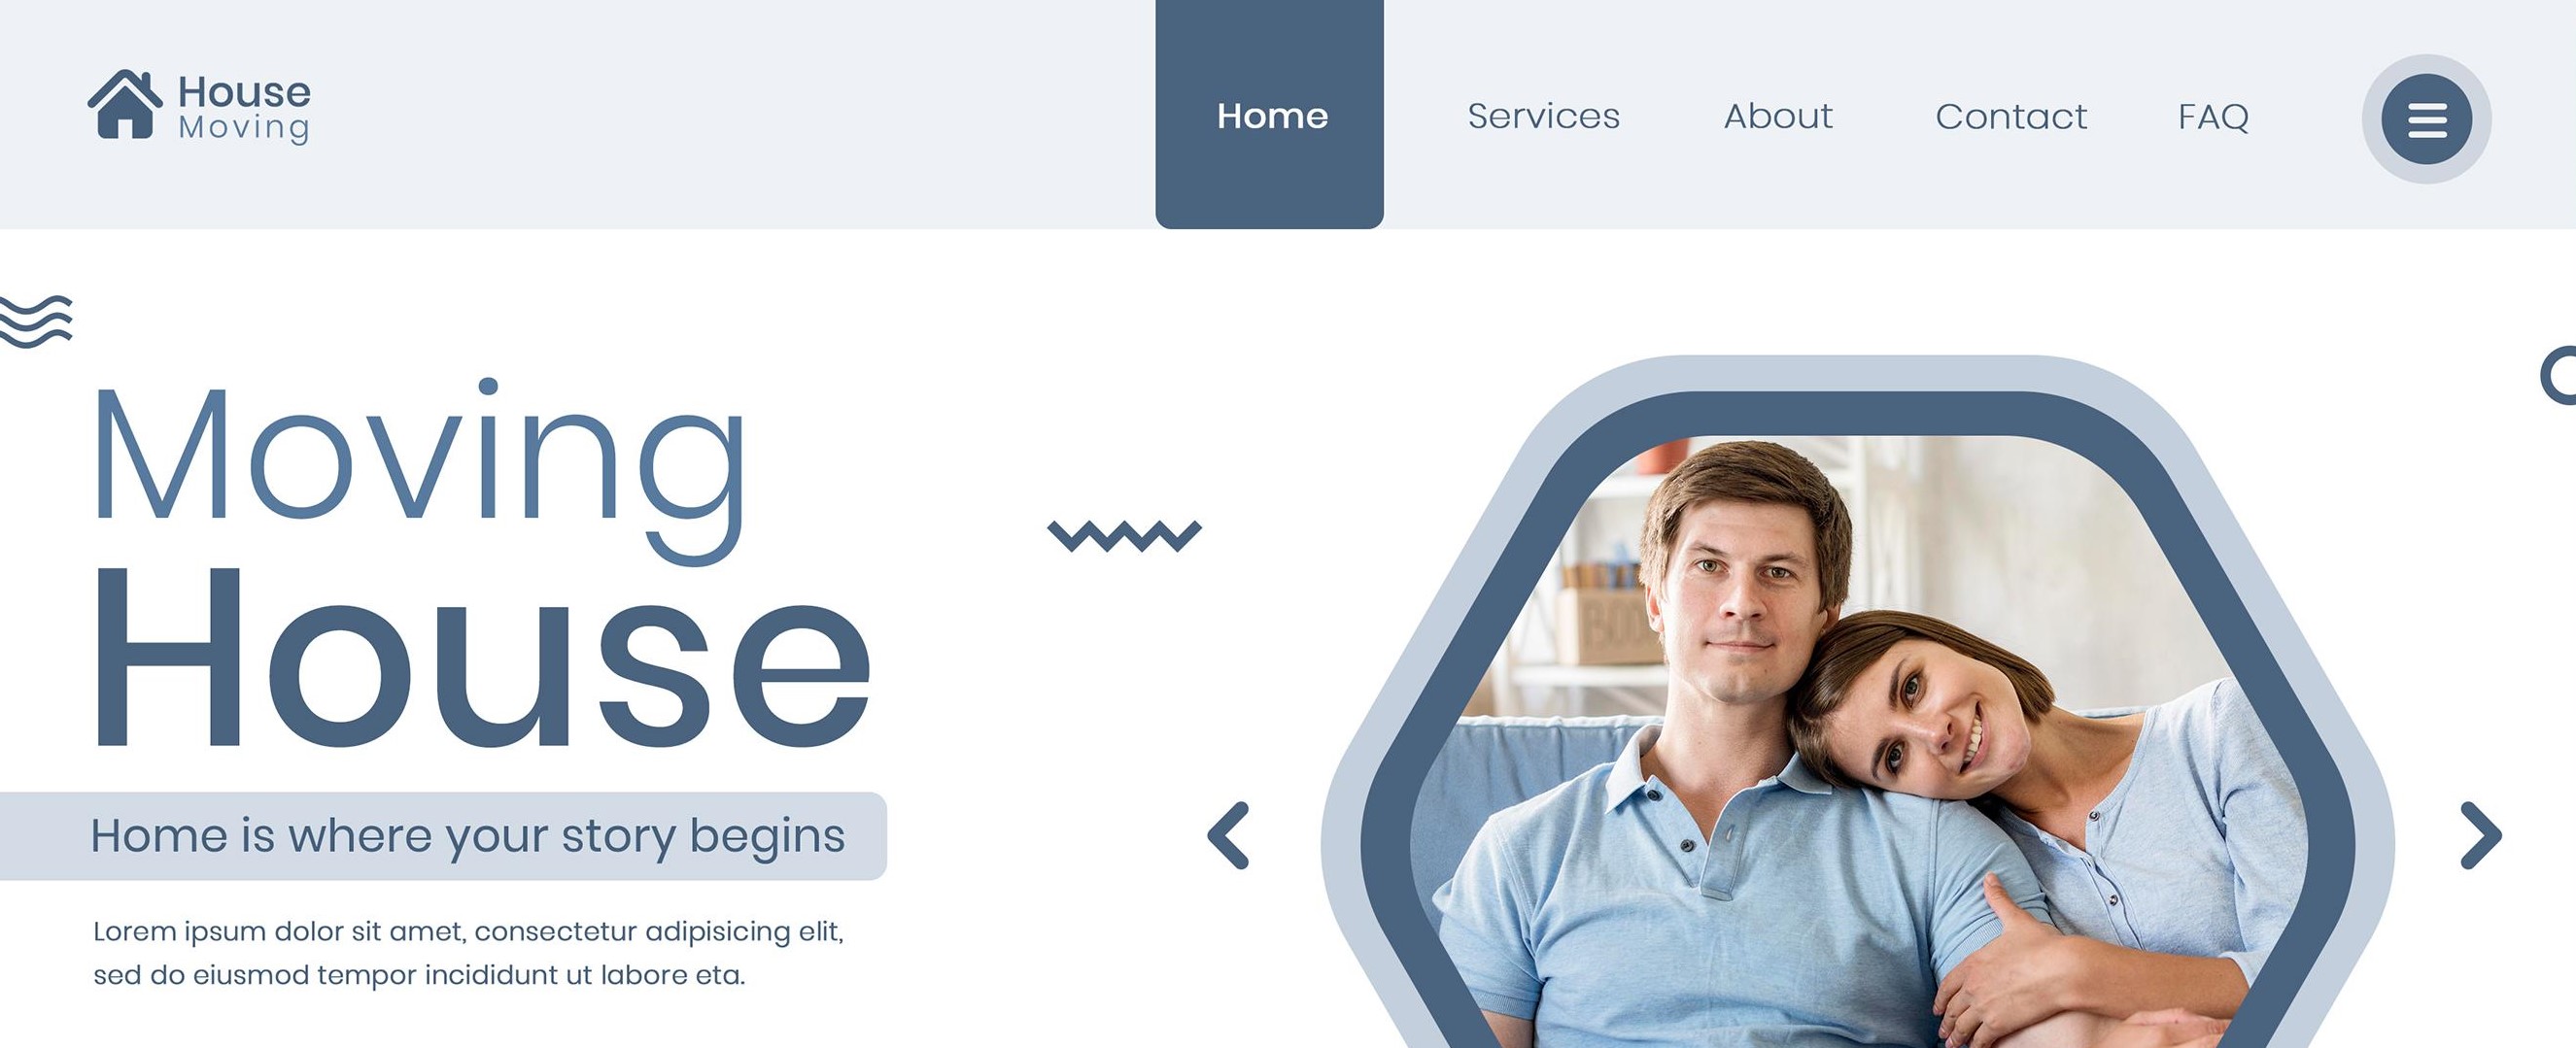 House
Moving
Home Services About Contact FAQ
Moving
House
Home is where your story begins
Lorem ipsum dolor sit amet, consectetur adipisicing elit,
sed do eiusmod tempor incididunt ut labore eta.